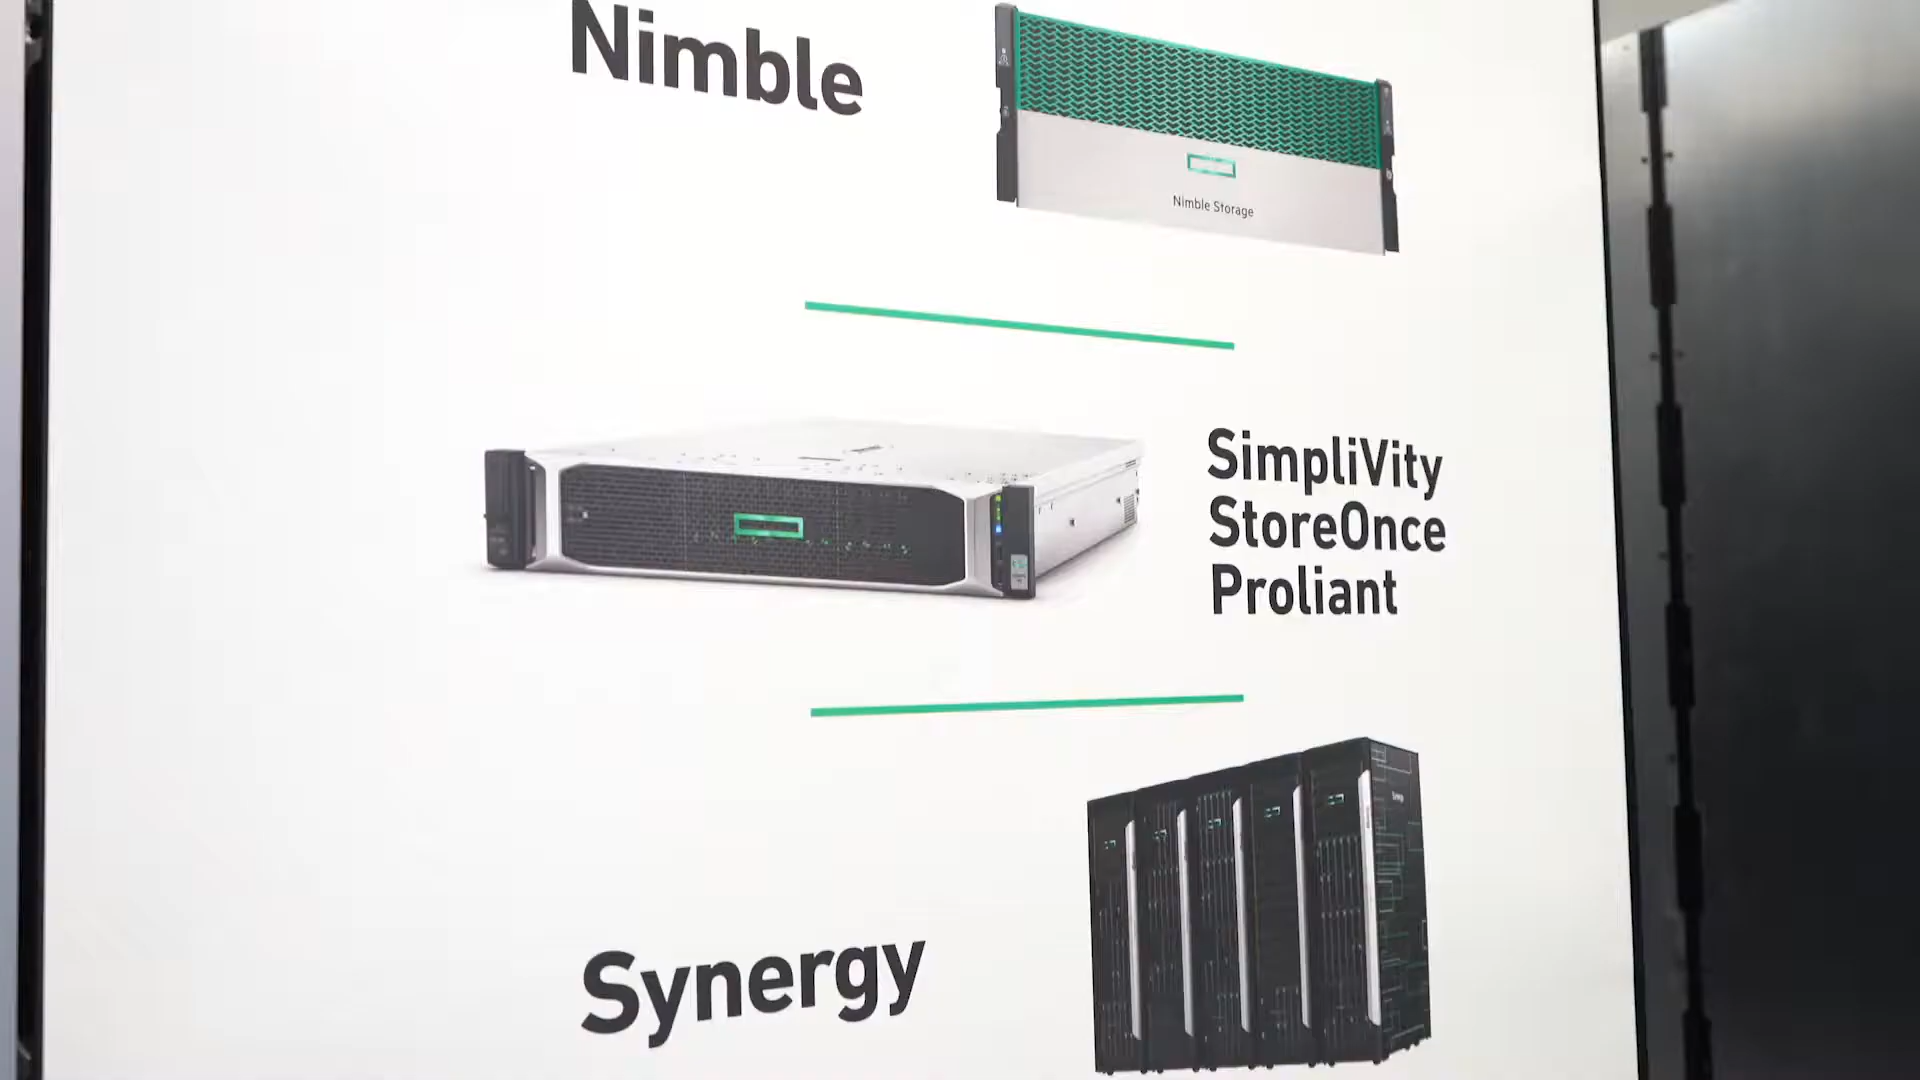 Nimble
Nimble Storage
SimpliVity
StoreOnce
Proliant
Synergy